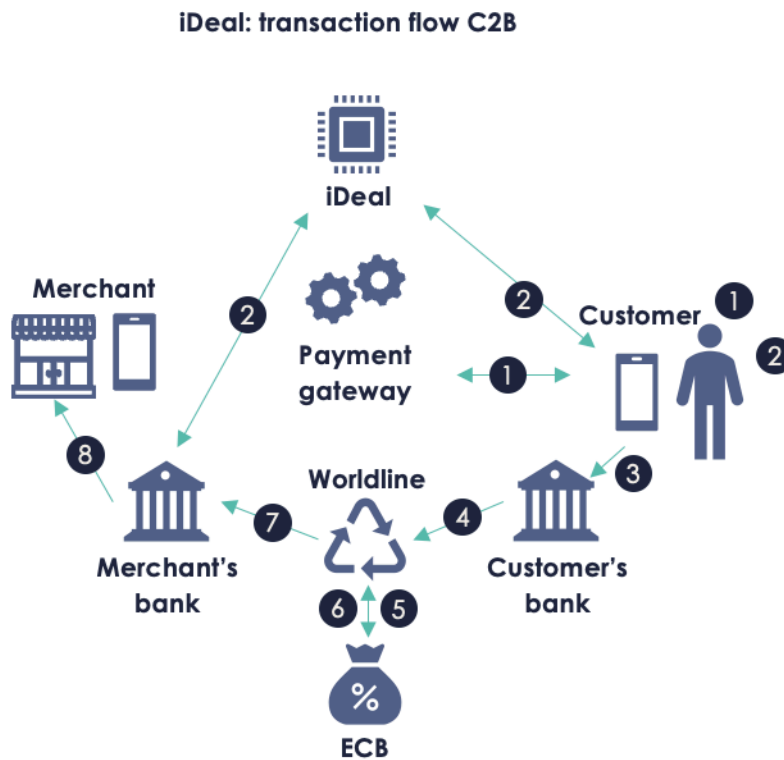 iDeal: transaction flow C2B
iDeal
Merchant
2
2
Customer
1
2
Payment
gateway
1
8
Worldline
3
7
4
Merchant's
bank
Customer's
bank
6
5
%
ECB